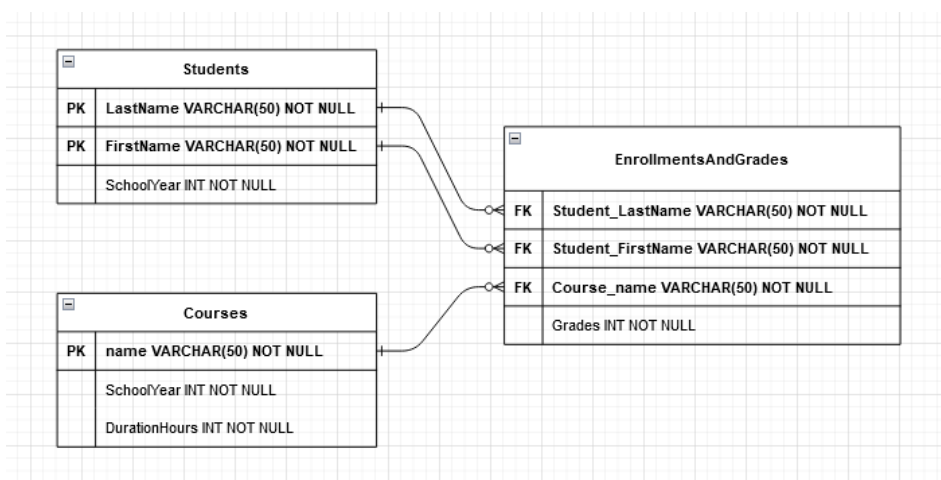 Students
PK LastName VARCHAR(50) NOT NULL
PK FirstName VARCHAR(50) NOT NULL
SchoolYear INT NOT NULL
EnrollmentsAndGrades
FK Student_LastName VARCHAR(50) NOT NULL
FK Student_FirstName VARCHAR(50) NOT NULL
FK Course_name VARCHAR(50) NOT NULL
Grades INT NOT NULL
Courses
PK name VARCHAR(50) NOT NULL
SchoolYear INT NOT NULL
DurationHours INT NOT NULL